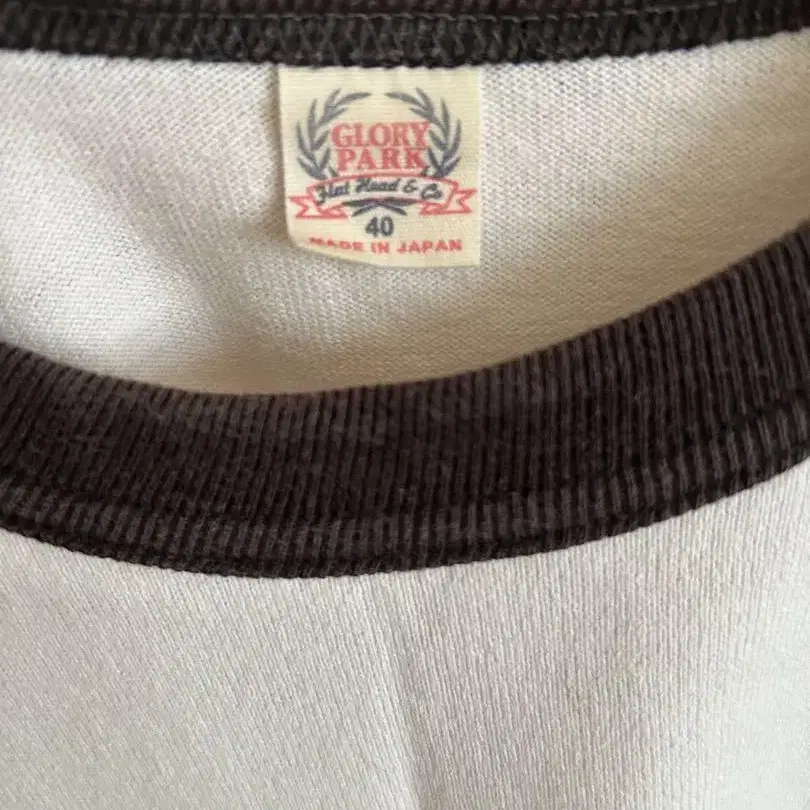 GLORY
PARK
Flat Head & Co
40
MADE IN JAPAN